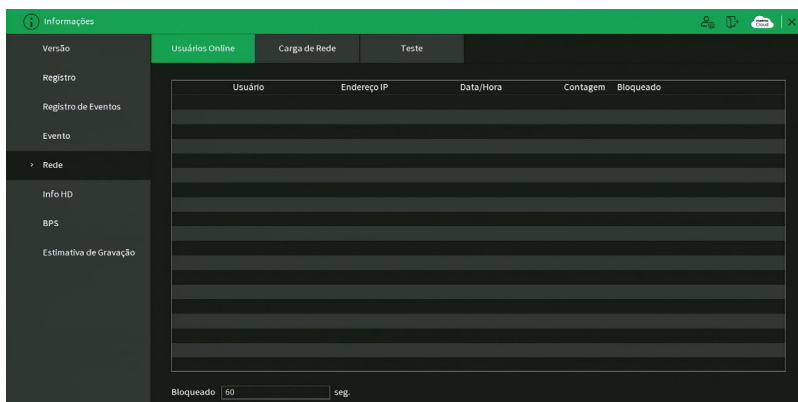 Informações
Versão
Registro
Registro de Eventos
Evento
> Rede
Info HD
BPS
Estimativa de Gravação
Usuários Online Carga de Rede Teste
Usuário Endereço IP Data/Hora Contagem Bloqueado
Bloqueado 60 seg.